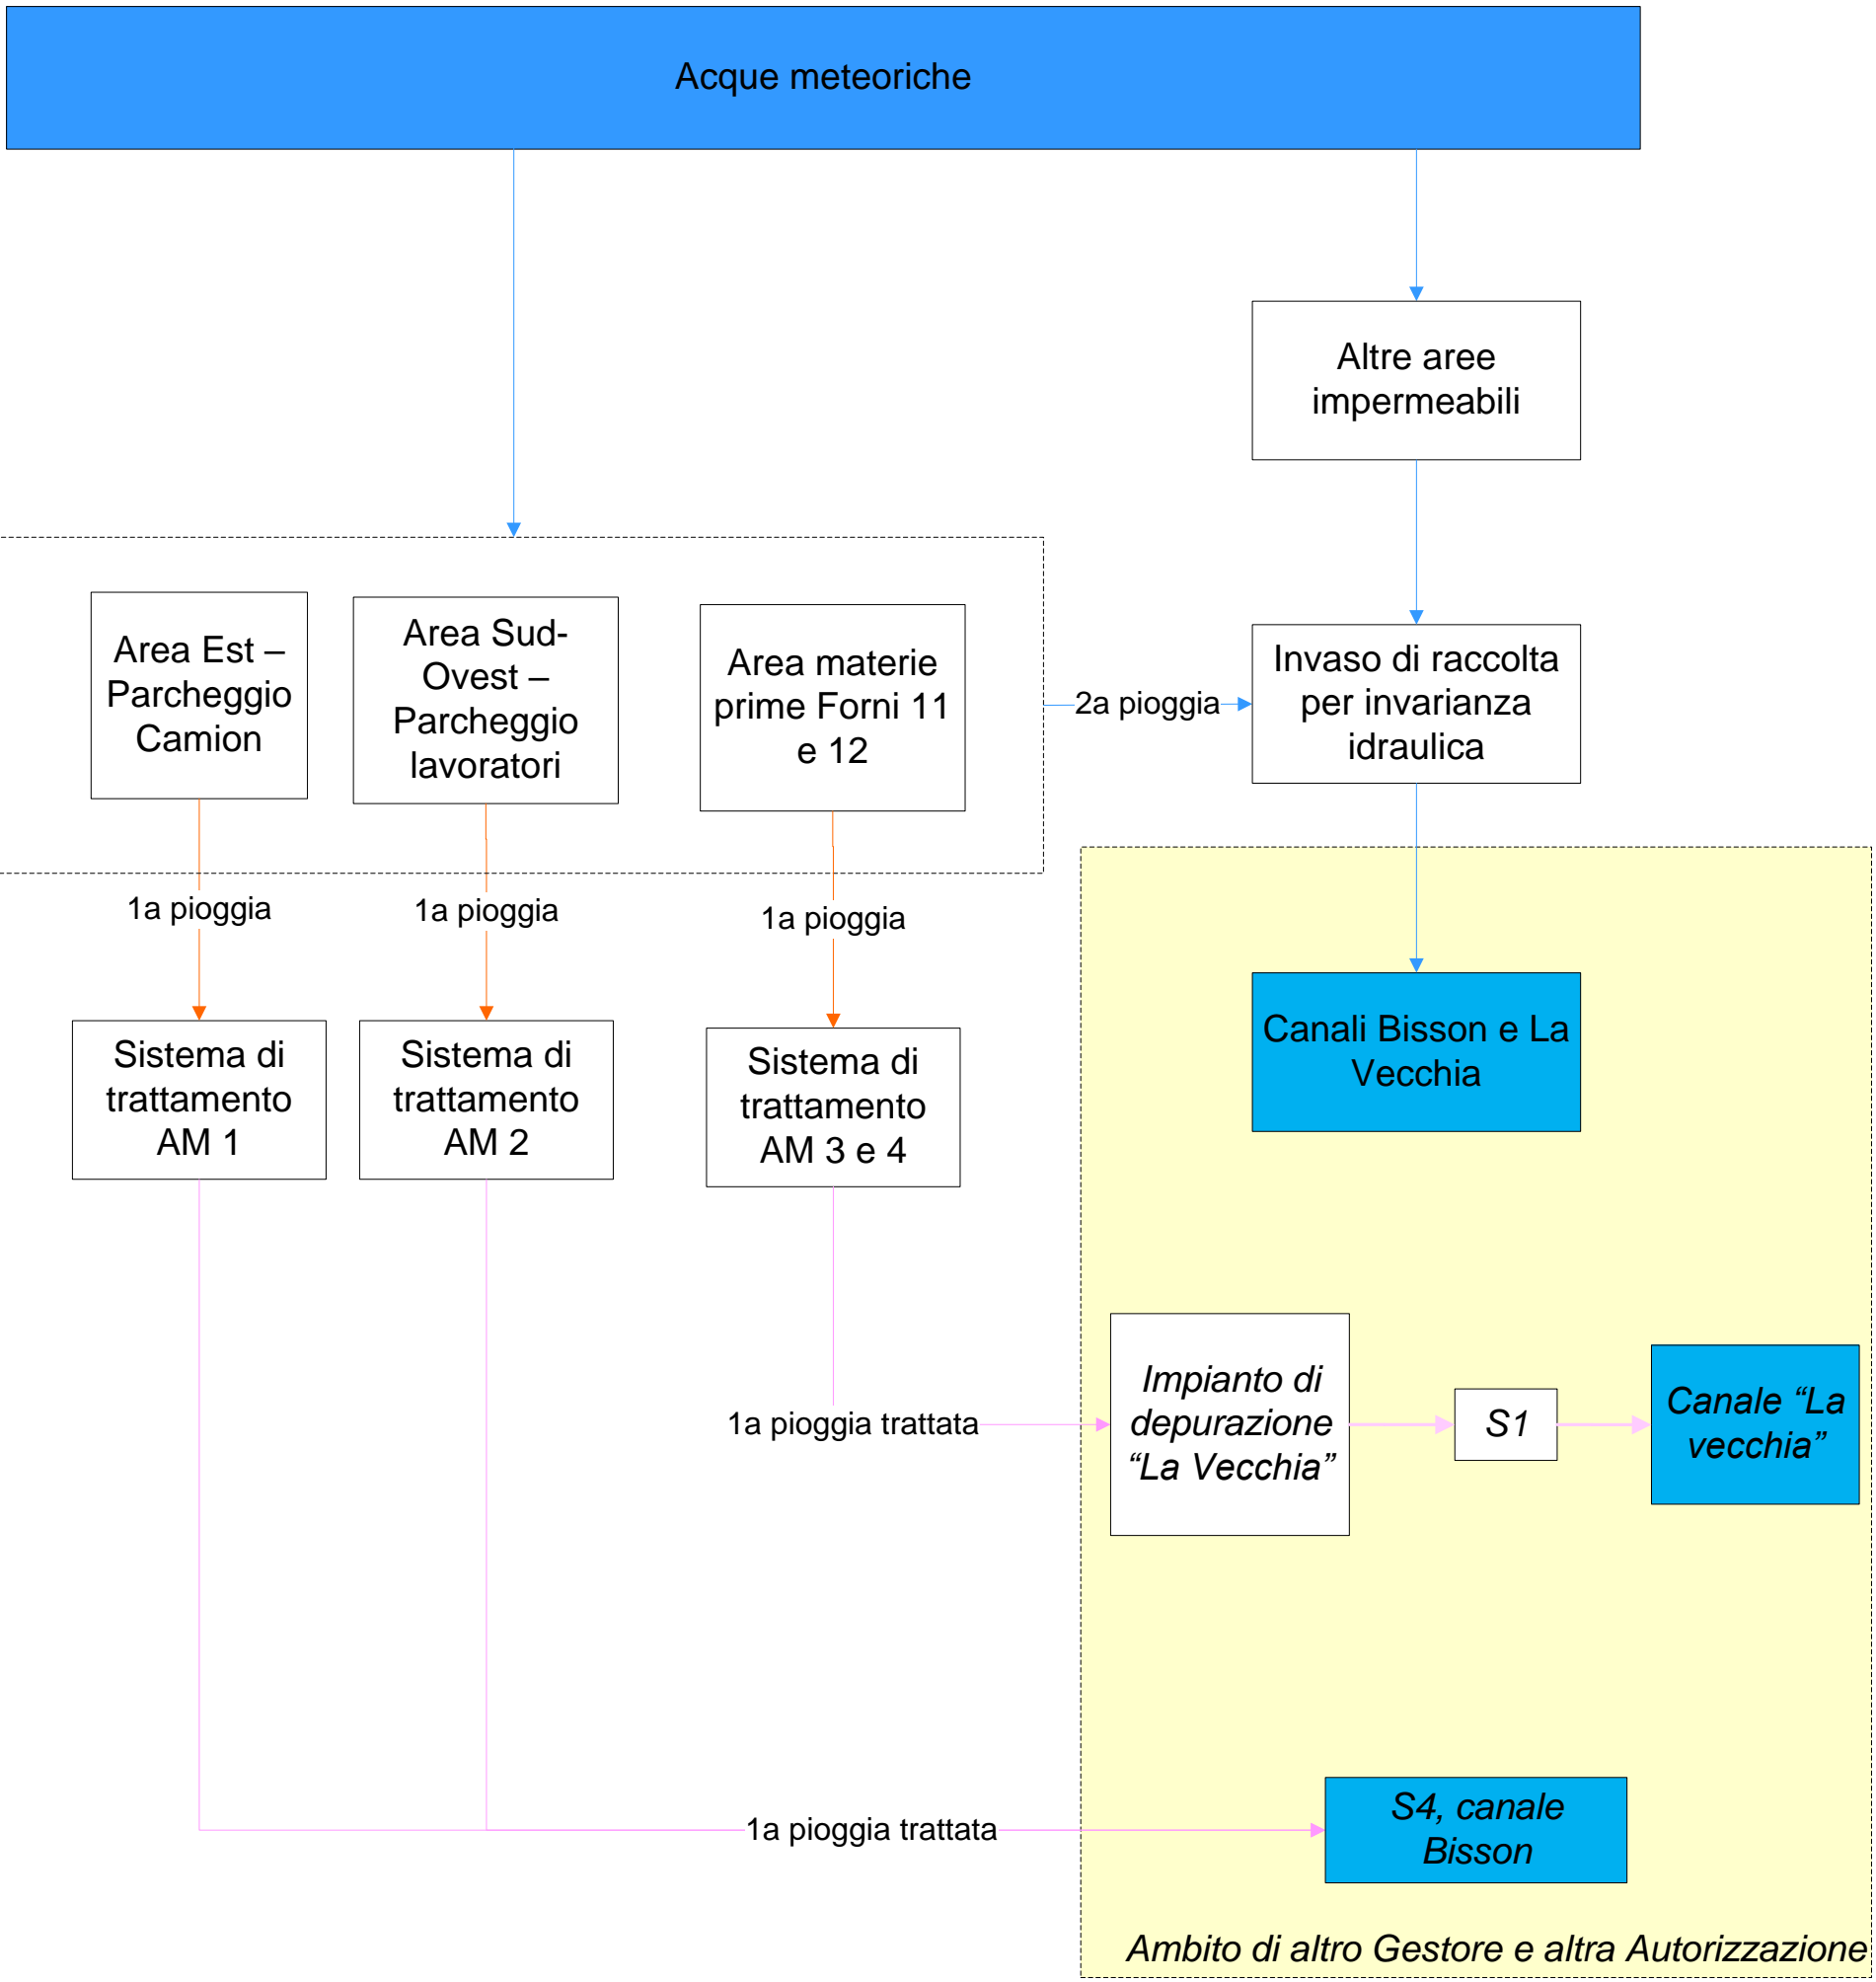 Acque meteoriche
Altre aree
impermeabili
Area Est –
Parcheggio
Camion
Area Sud-
Ovest –
Parcheggio
lavoratori
Area materie
prime Forni 11
e 12
2a pioggia
Invaso di raccolta
per invarianza
idraulica
1a pioggia
1a pioggia
1a pioggia
Sistema di
trattamento
AM 1
Sistema di
trattamento
AM 2
Sistema di
trattamento
AM 3 e 4
Canali Bisson e La
Vecchia
1a pioggia trattata
Impianto di
depurazione
“La Vecchia”
S1
Canale “La
vecchia”
1a pioggia trattata
S4, canale
Bisson
Ambito di altro Gestore e altra Autorizzazione